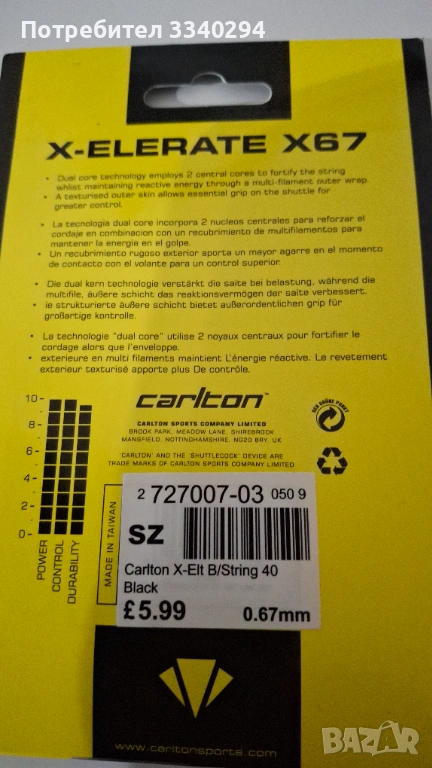 Потребител 3340294
X-ELERATE X67
• Dual core technology employs 2 central cores to fortify the string
whilst maintaining reactive energy through a multi-filament outer wrap.
• A texturised outer skin allows essential grip on the shuttle for
greater control.
• La tecnologia dual core incorpora 2 nucleos centrales para reforzar el
cordaje en combinacion con un recubrimiento de multifilamentos para
mantener la energia en el golpe.
• Un recubrimiento rugoso exterior aporta un mayor agarre en el momento
de contacto con el volante para un control superior.
• Die dual kern technologie verstärkt die saite bei belastung, während die
multifile, äußere schicht das reaktionsvermögen der saite verbessert.
• ie strukturierte äußere schicht bietet außerordentlichen grip für
großartige kontrolle.
• La technologie "dual core" utilise 2 noyaux centraux pour fortifier le
cordage alors que l'enveloppe.
• exterieure en multi filaments maintient L'énergie réactive. Le revetement
exterieur texturisé apporte plus De contrôle.
10 -
8 -
6 -
4 -
2 -
0 -
POWER
CONTROL
DURABILITY
carlton
CARLTON SPORTS COMPANY LIMITED
BROOK PARK, MEADOW LANE, SHIREBROOK
MANSFIELD, NOTTINGHAMSHIRE, NG20 8RY, UK
'CARLTON' AND THE 'SHUTTLECOCK' DEVICE ARE
TRADE MARKS OF CARLTON SPORTS COMPANY LIMITED
DER GRÜNE PUNKT
MADE IN TAIWAN
2 727007-03 050 9
SZ
Carlton X-Elt B/String 40
Black
£5.99 0.67mm
www.carltonsports.com
BAZAR